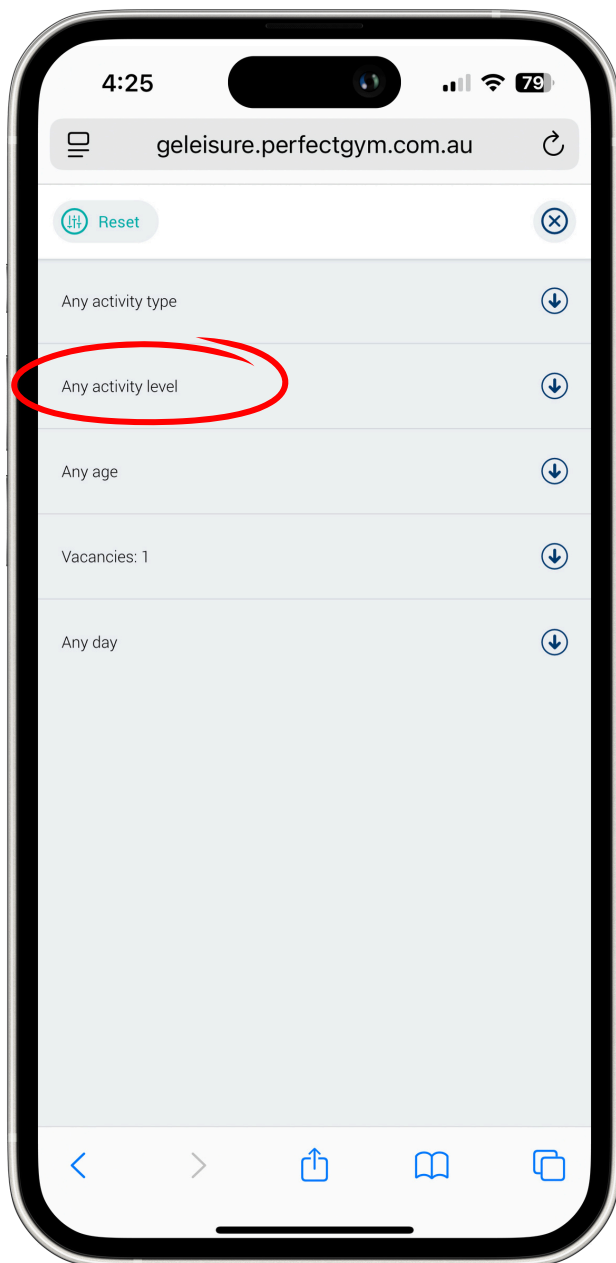 4:25
79
geleisure.perfectgym.com.au
Reset
Any activity type
Any activity level
Any age
Vacancies: 1
Any day